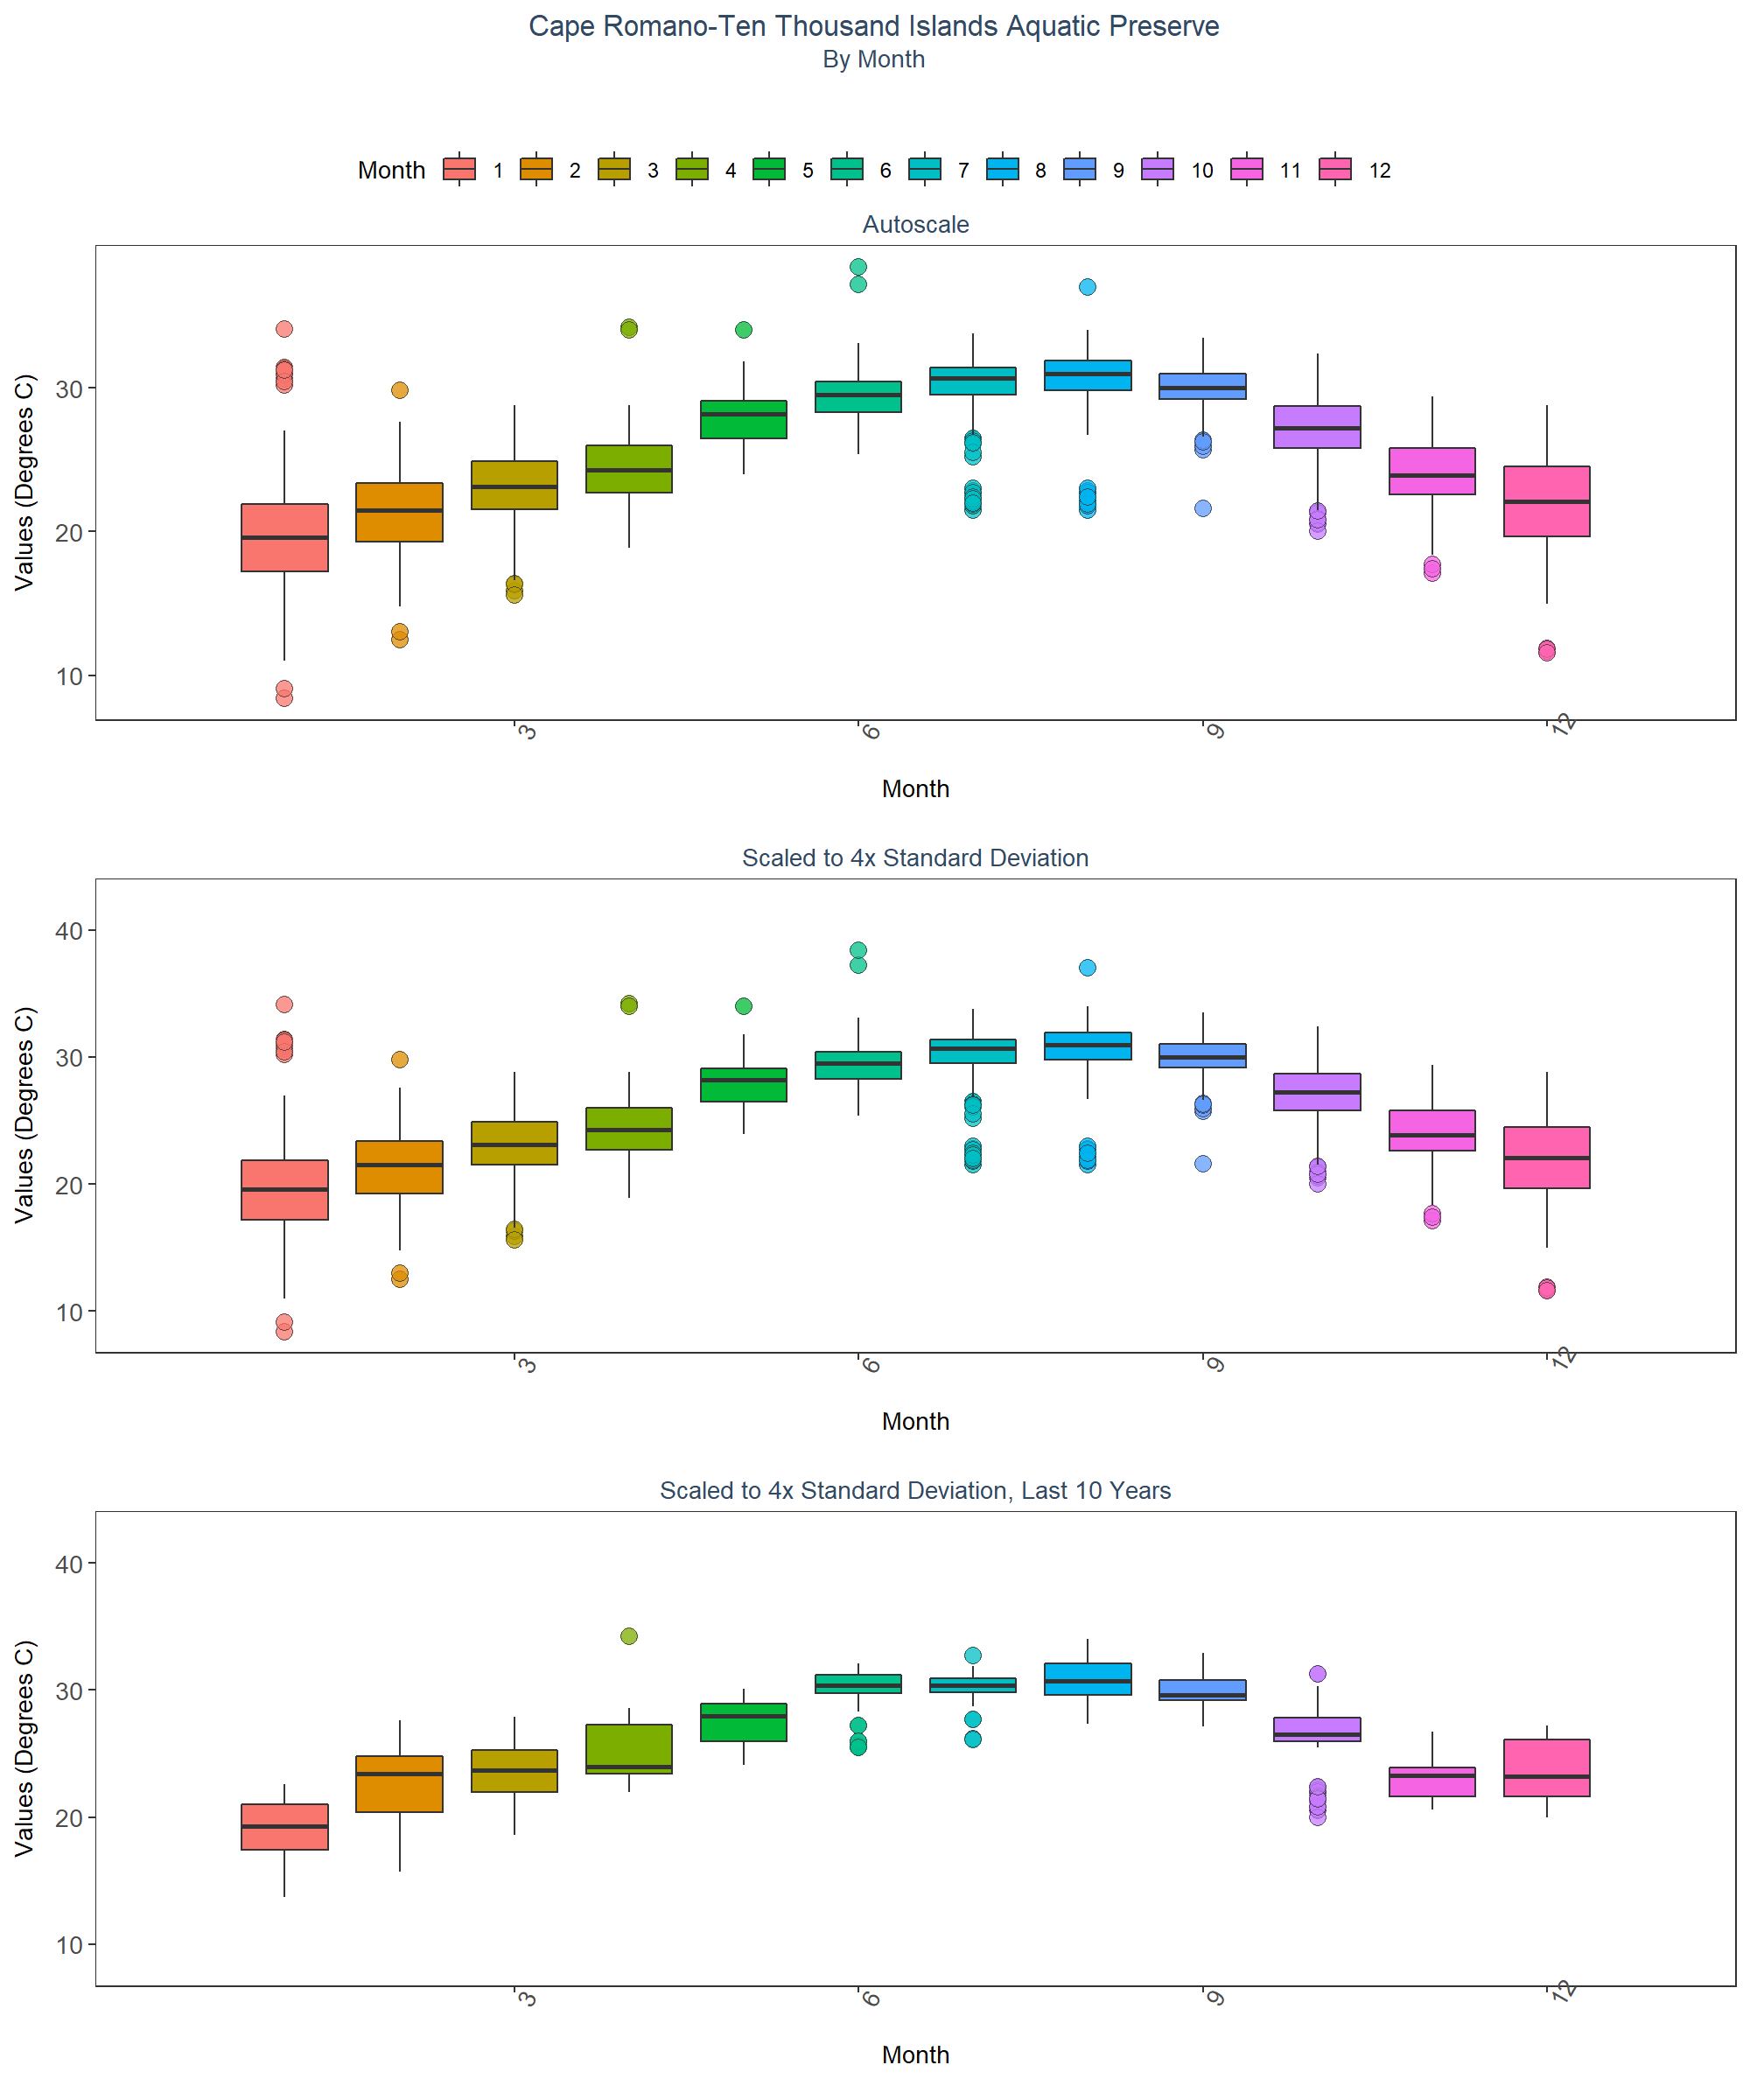 Cape Romano-Ten Thousand Islands Aquatic Preserve
By Month
Month 1 2 3 4 5 6 7 8 9 10 11 12
Autoscale
Values (Degrees C)
30
20
10
3 6 9 12
Month
Scaled to 4x Standard Deviation
Values (Degrees C)
40
30
20
10
3 6 9 12
Month
Scaled to 4x Standard Deviation, Last 10 Years
Values (Degrees C)
40
30
20
10
3 6 9 12
Month